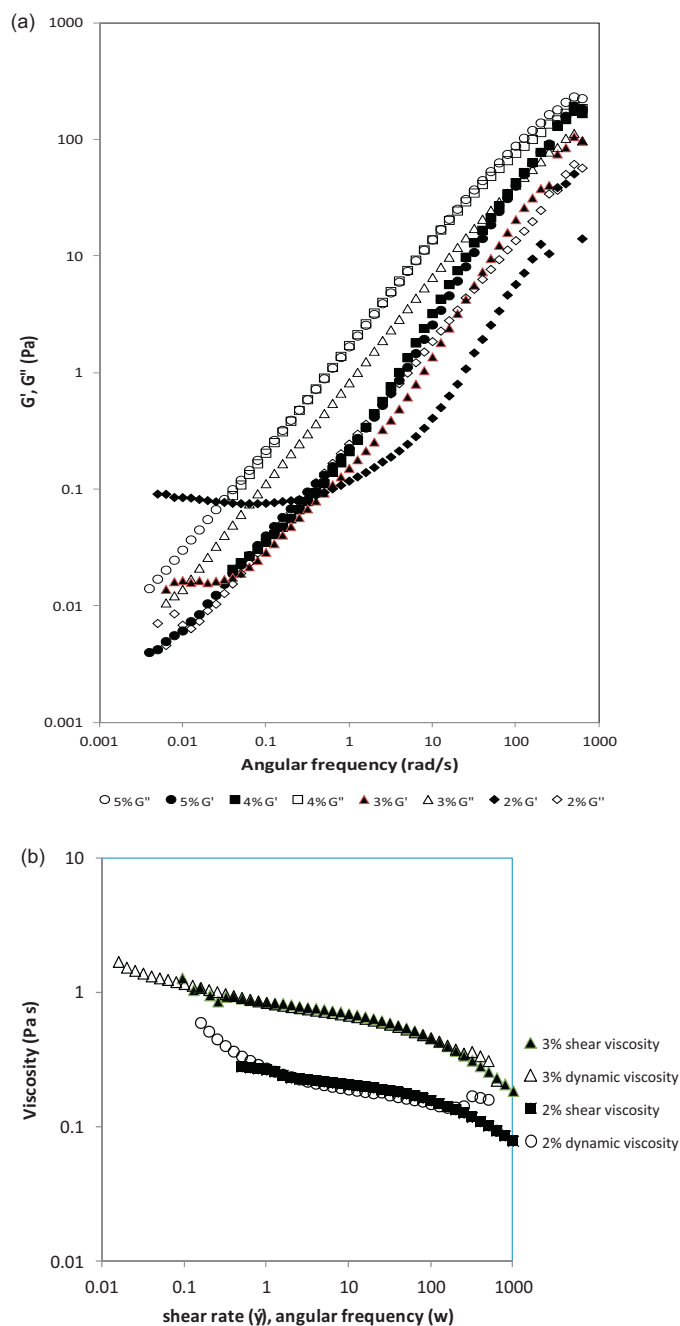 (a)
1000
100
10
1
0.1
0.01
0.001
G', G'' (Pa)
0.001 0.01 0.1 1 10 100 1000
Angular frequency (rad/s)
5% G'' 5% G' 4% G' 4% G'' 3% G' 3% G'' 2% G' 2% G''
(b)
10
1
0.1
0.01
Viscosity (Pa s)
3% shear viscosity
3% dynamic viscosity
2% shear viscosity
2% dynamic viscosity
0.01 0.1 1 10 100 1000
shear rate (ẏ), angular frequency (w)